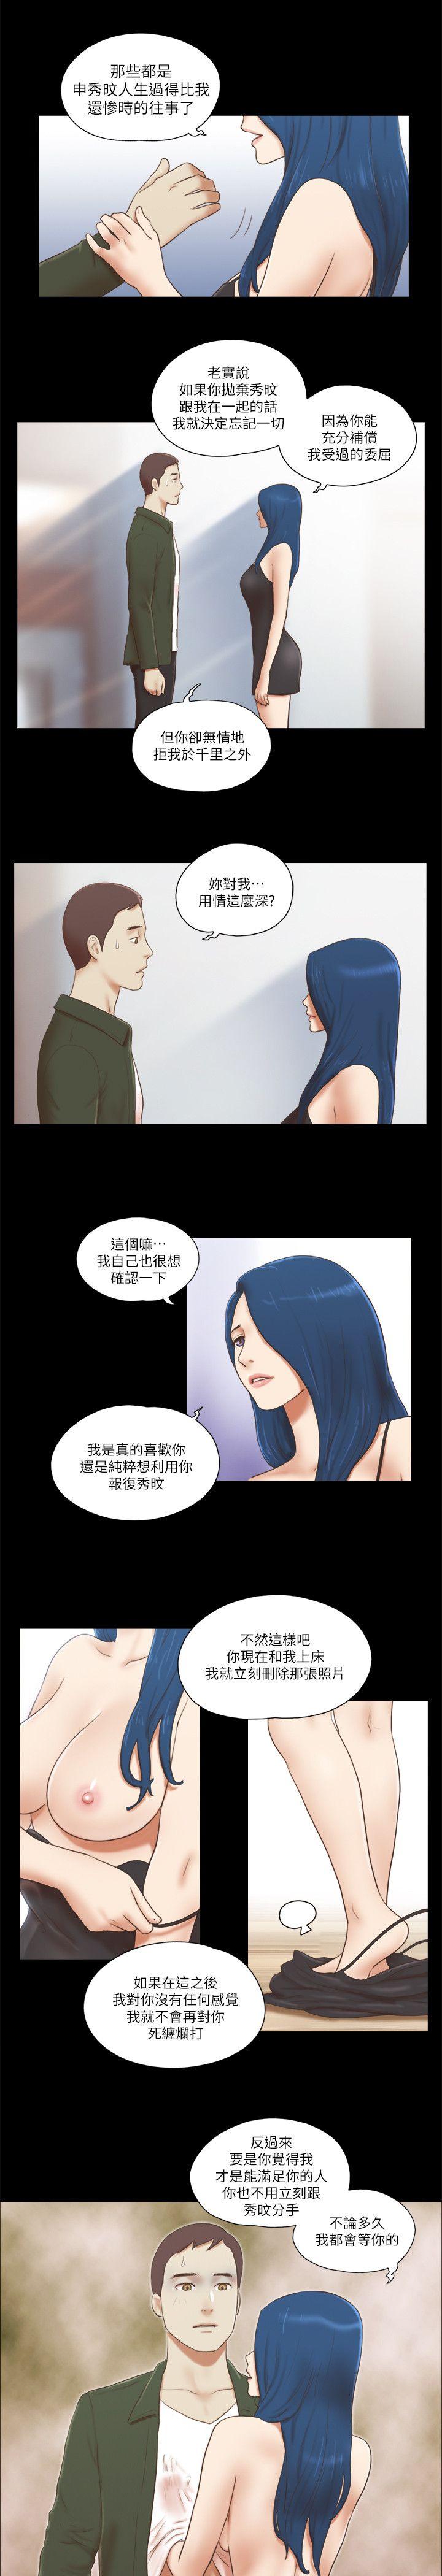 那些都是
申秀旼人生過得比我
還慘時的往事了
老實說
如果你拋棄秀旼
跟我在一起的話
我就決定忘記一切
因為你能
充分補償
我受過的委屈
但你卻無情地
拒我於千里之外
妳對我…
用情這麼深?
這個嘛…
我自己也很想
確認一下
我是真的喜歡你
還是純粹想利用你
報復秀旼
不然這樣吧
你現在和我上床
我就立刻刪除那張照片
如果在這之後
我對你沒有任何感覺
我就不會再對你
死纏爛打
反過來
要是你覺得我
才是能滿足你的人
你也不用立刻跟
秀旼分手
不論多久
我都會等你的